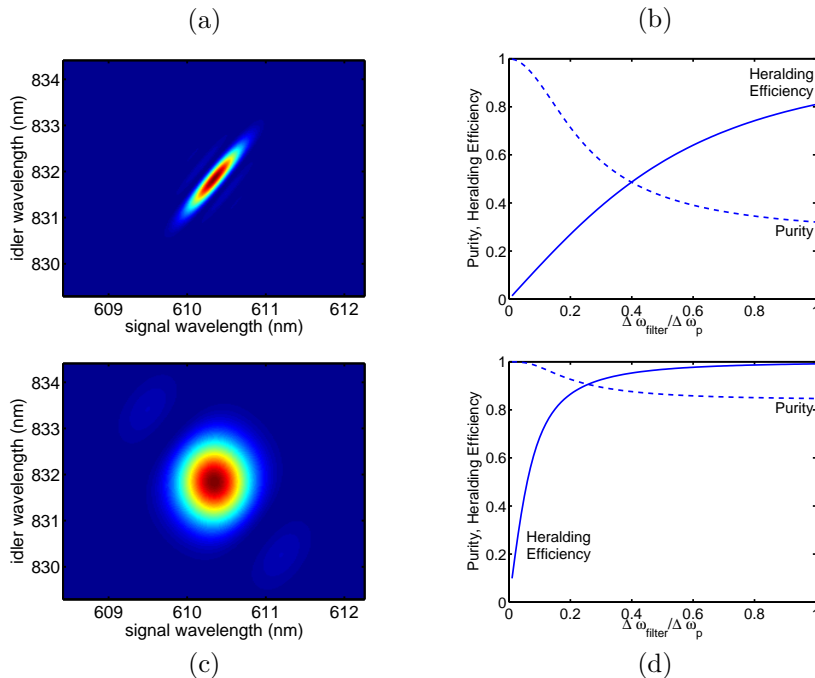 (a)
(b)
834
833
832
831
830
idler wavelength (nm)
609 610 611 612
signal wavelength (nm)
1
0.8
0.6
0.4
0.2
0
Purity, Heralding Efficiency
Heralding
Efficiency
Purity
0 0.2 0.4 0.6 0.8 1
Δ ω_filter/Δ ω_p
834
833
832
831
830
idler wavelength (nm)
609 610 611 612
signal wavelength (nm)
1
0.8
0.6
0.4
0.2
0
Purity, Heralding Efficiency
Purity
Heralding
Efficiency
0 0.2 0.4 0.6 0.8 1
Δ ω_filter/Δ ω_p
(c)
(d)